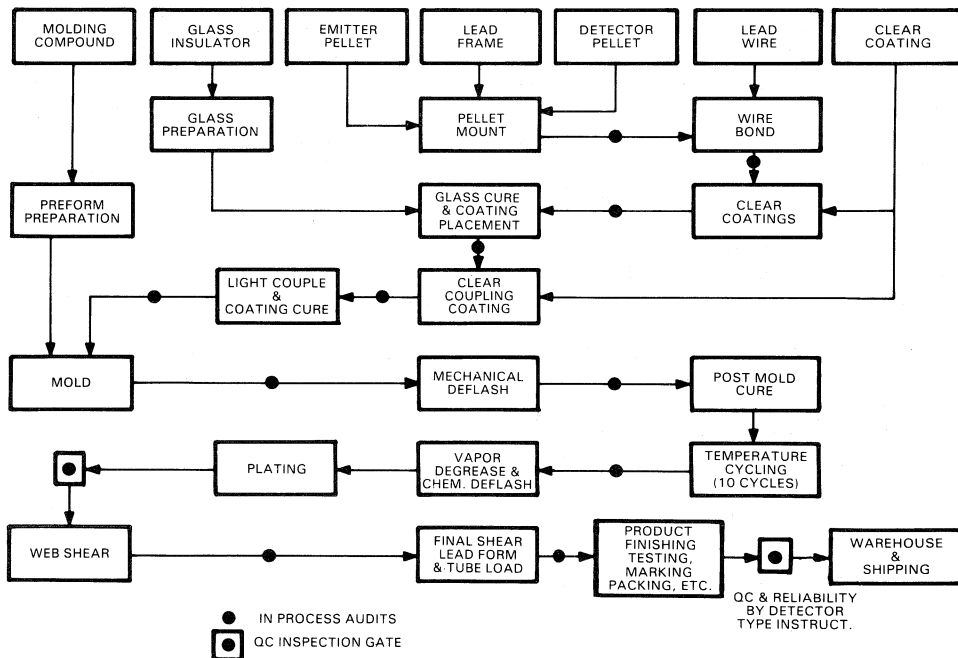 MOLDING
COMPOUND
GLASS
INSULATOR
EMITTER
PELLET
LEAD
FRAME
DETECTOR
PELLET
LEAD
WIRE
CLEAR
COATING
GLASS
PREPARATION
PELLET
MOUNT
WIRE
BOND
PREFORM
PREPARATION
GLASS CURE
& COATING
PLACEMENT
CLEAR
COATINGS
LIGHT COUPLE
&
COATING CURE
CLEAR
COUPLING
COATING
MOLD
MECHANICAL
DEFLASH
POST MOLD
CURE
PLATING
VAPOR
DEGREASE &
CHEM. DEFLASH
TEMPERATURE
CYCLING
(10 CYCLES)
WEB SHEAR
FINAL SHEAR
LEAD FORM
& TUBE LOAD
PRODUCT
FINISHING
TESTING,
MARKING
PACKING, ETC.
WAREHOUSE
&
SHIPPING
QC & RELIABILITY
BY DETECTOR
TYPE INSTRUCT.
IN PROCESS AUDITS
QC INSPECTION GATE